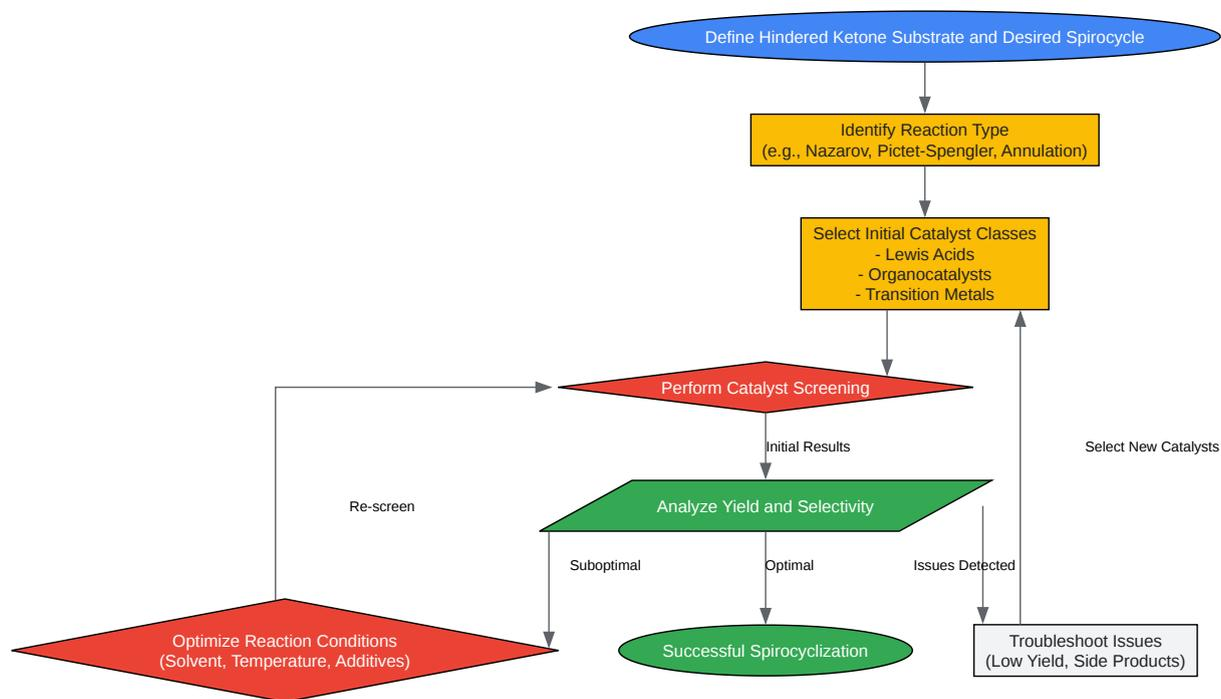 Define Hindered Ketone Substrate and Desired Spirocycle
Identify Reaction Type
(e.g., Nazarov, Pictet-Spengler, Annulation)
Select Initial Catalyst Classes
- Lewis Acids
- Organocatalysts
- Transition Metals
Perform Catalyst Screening
Initial Results
Select New Catalysts
Analyze Yield and Selectivity
Re-screen
Suboptimal
Optimal
Issues Detected
Optimize Reaction Conditions
(Solvent, Temperature, Additives)
Successful Spirocyclization
Troubleshoot Issues
(Low Yield, Side Products)